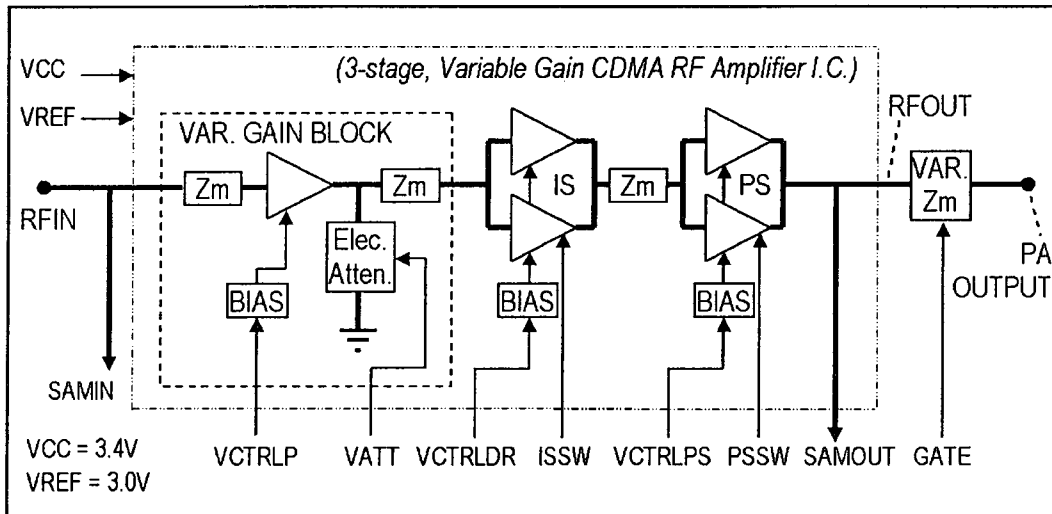 (3-stage, Variable Gain CDMA RF Amplifier I.C.)
VCC
VREF
VAR. GAIN BLOCK
RFOUT
Zm
Zm
IS
Zm
PS
VAR.
Zm
RFIN
Elec.
Atten.
BIAS
BIAS
BIAS
PA
OUTPUT
SAMIN
VCC = 3.4V
VREF = 3.0V
VCTRLP
VATT
VCTRLDR
ISSW
VCTRLPS
PSSW
SAMOUT
GATE